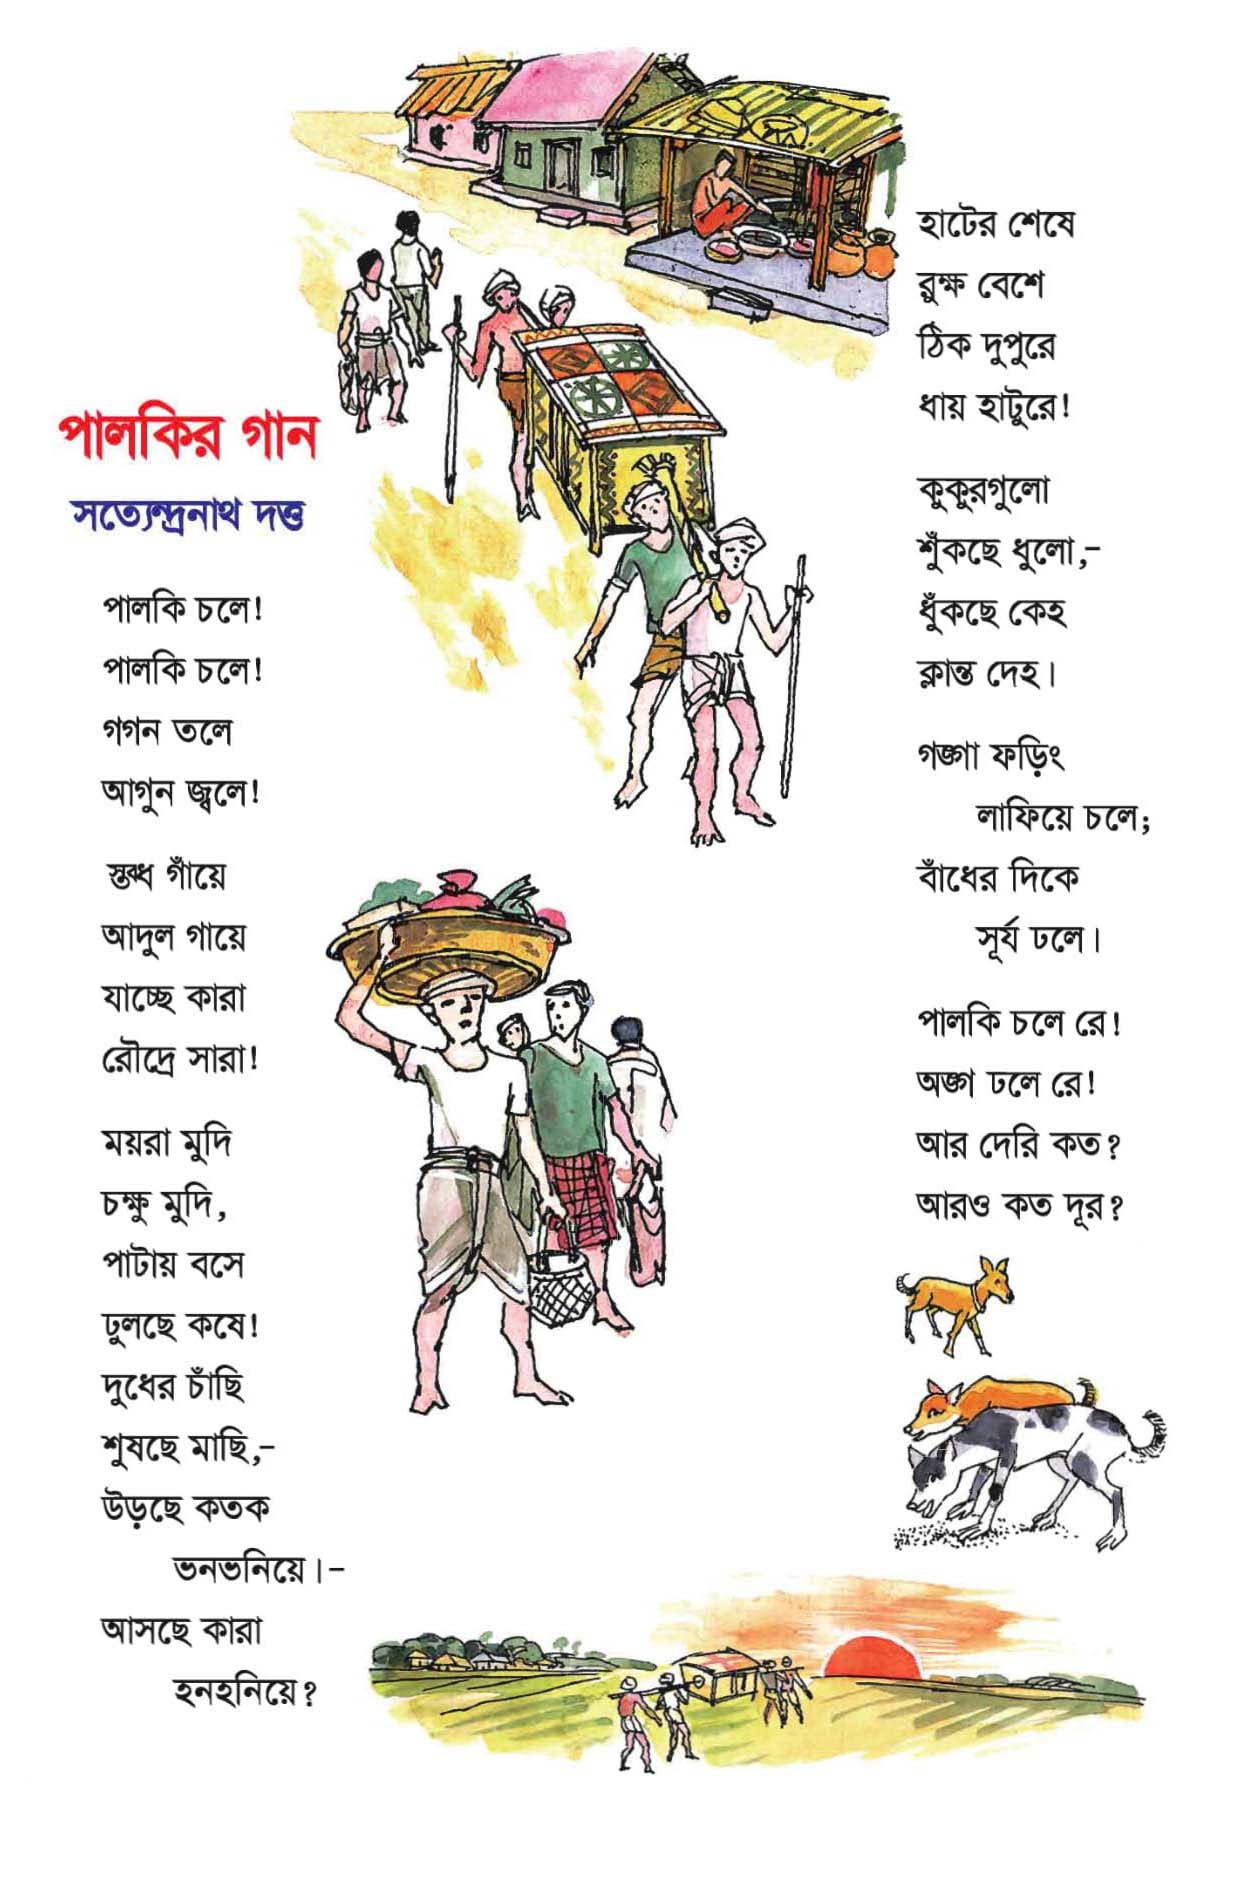 পালকির গান
সত্যেন্দ্রনাথ দত্ত
পালকি চলে!
পালকি চলে!
গগন তলে
আগুন জ্বলে!
স্তব্ধ গাঁয়ে
আদুল গায়ে
যাচ্ছে কারা
রৌদ্রে সারা!
ময়রা মুদি
চক্ষু মুদি,
পাটায় বসে
ঢুলছে কষে!
দুধের চাঁছি
শুষছে মাছি,–
উড়ছে কতক
ভনভনিয়ে।–
আসছে কারা
হনহনিয়ে?
হাটের শেষে
রুক্ষ বেশে
ঠিক দুপুরে
ধায় হাটুরে!
কুকুরগুলো
শুঁকছে ধুলো,–
ধুঁকছে কেহ
ক্লান্ত দেহ।
গঙ্গা ফড়িং
লাফিয়ে চলে;
বাঁধের দিকে
সূর্য ঢলে।
পালকি চলে রে!
অঙ্গ ঢলে রে!
আর দেরি কত?
আরও কত দূর?